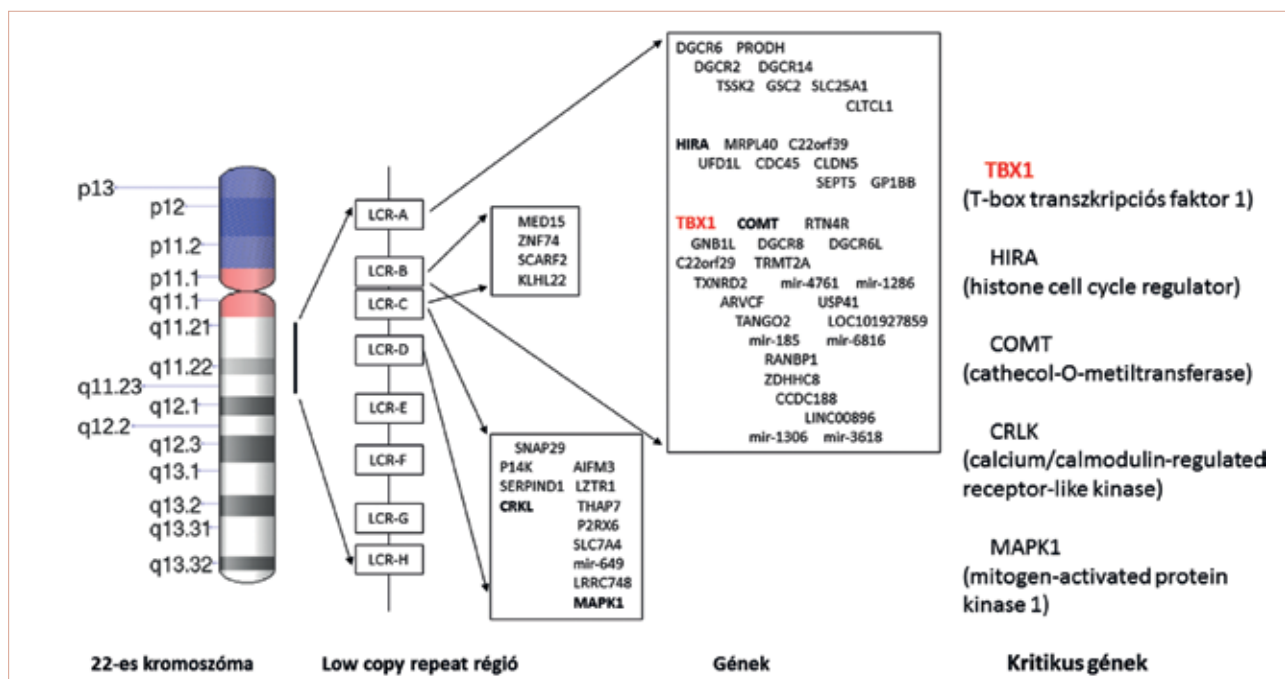 p13
p12
p11.2
p11.1
q11.1
q11.21
q11.22
q11.23
q12.1
q12.2
q12.3
q13.1
q13.2
q13.31
q13.32
22-es kromoszóma
LCR-A
LCR-B
LCR-C
LCR-D
LCR-E
LCR-F
LCR-G
LCR-H
Low copy repeat régió
MED15
ZNF74
SCARF2
KLHL22
SNAP29
P14K AIFM3
SERPIND1 LZTR1
CRKL THAP7
P2RX6
SLC7A4
mir-649
LRRC748
MAPK1
DGCR6 PRODH
DGCR2 DGCR14
TSSK2 GSC2 SLC25A1
CLTCL1
HIRA MRPL40 C22orf39
UFD1L CDC45 CLDN5
SEPT5 GP1BB
TBX1 COMT RTN4R
GNB1L DGCR8 DGCR6L
C22orf29 TRMT2A
TXNRD2 mir-4761 mir-1286
ARVCF USP41
TANGO2 LOC101927859
mir-185 mir-6816
RANBP1
ZDHHC8
CCDC188
LINC00896
mir-1306 mir-3618
Gének
TBX1
(T-box transzkripciós faktor 1)
HIRA
(histone cell cycle regulator)
COMT
(cathecol-O-metiltransferase)
CRLK
(calcium/calmodulin-regulated
receptor-like kinase)
MAPK1
(mitogen-activated protein
kinase 1)
Kritikus gének